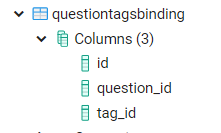 questiontagsbinding
Columns (3)
id
question_id
tag_id